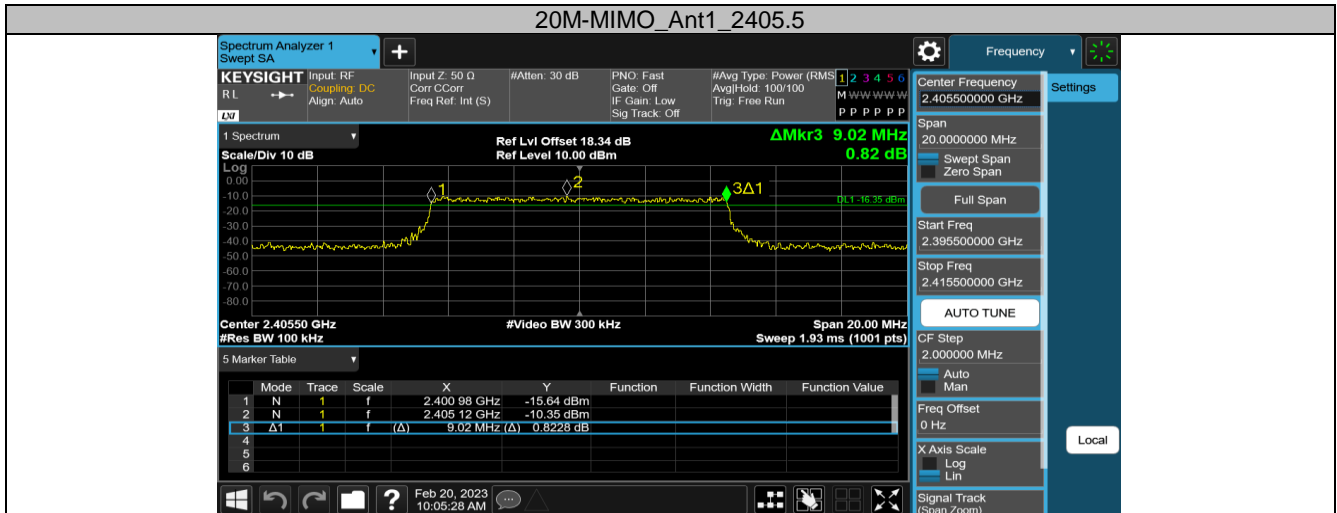 20M-MIMO_Ant1_2405.5
Spectrum Analyzer 1
Swept SA
Frequency
KEYSIGHT Input: RF Input Z: 50 Ω #Atten: 30 dB PNO: Fast #Avg Type: Power (RMS 1 2 3 4 5 6
R L Coupling: DC Corr CCorr Gate: Off Avg|Hold: 100/100 M W W W W W
Align: Auto Freq Ref: Int (S) IF Gain: Low Trig: Free Run
LXI Sig Track: Off P P P P P P
Center Frequency
2.405500000 GHz
Settings
Span
20.0000000 MHz
Swept Span
Zero Span
Full Span
Start Freq
2.395500000 GHz
Stop Freq
2.415500000 GHz
AUTO TUNE
CF Step
2.000000 MHz
Auto
Man
Freq Offset
0 Hz
X Axis Scale
Log
Lin
Signal Track
(Span Zoom)
Local
1 Spectrum Ref Lvl Offset 18.34 dB ΔMkr3 9.02 MHz
Scale/Div 10 dB Ref Level 10.00 dBm 0.82 dB
Log
0.00
-10.0
-20.0
-30.0
-40.0
-50.0
-60.0
-70.0
-80.0
1 2 3Δ1
DL1 -16.35 dBm
Center 2.40550 GHz #Video BW 300 kHz Span 20.00 MHz
#Res BW 100 kHz Sweep 1.93 ms (1001 pts)
5 Marker Table
Mode Trace Scale X Y Function Function Width Function Value
1 N 1 f 2.400 98 GHz -15.64 dBm
2 N 1 f 2.405 12 GHz -10.35 dBm
3 Δ1 1 f (Δ) 9.02 MHz (Δ) 0.8228 dB
4
5
6
? Feb 20, 2023
10:05:28 AM